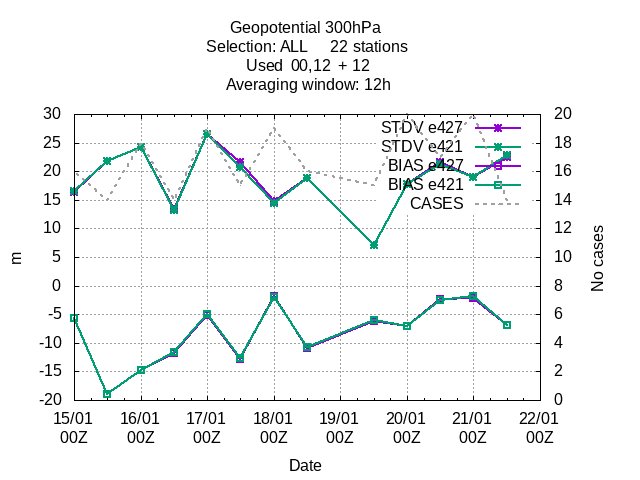 Geopotential 300hPa
Selection: ALL 22 stations
Used 00,12 + 12
Averaging window: 12h
30 20
STDV e427
25 18
STDV e421
20 16
BIAS e427
BIAS e421
15 14
CASES
10 12
5 10
m
No cases
0 8
-5 6
-10 4
-15 2
-20 0
15/01 16/01 17/01 18/01 19/01 20/01 21/01 22/01
00Z 00Z 00Z 00Z 00Z 00Z 00Z 00Z
Date